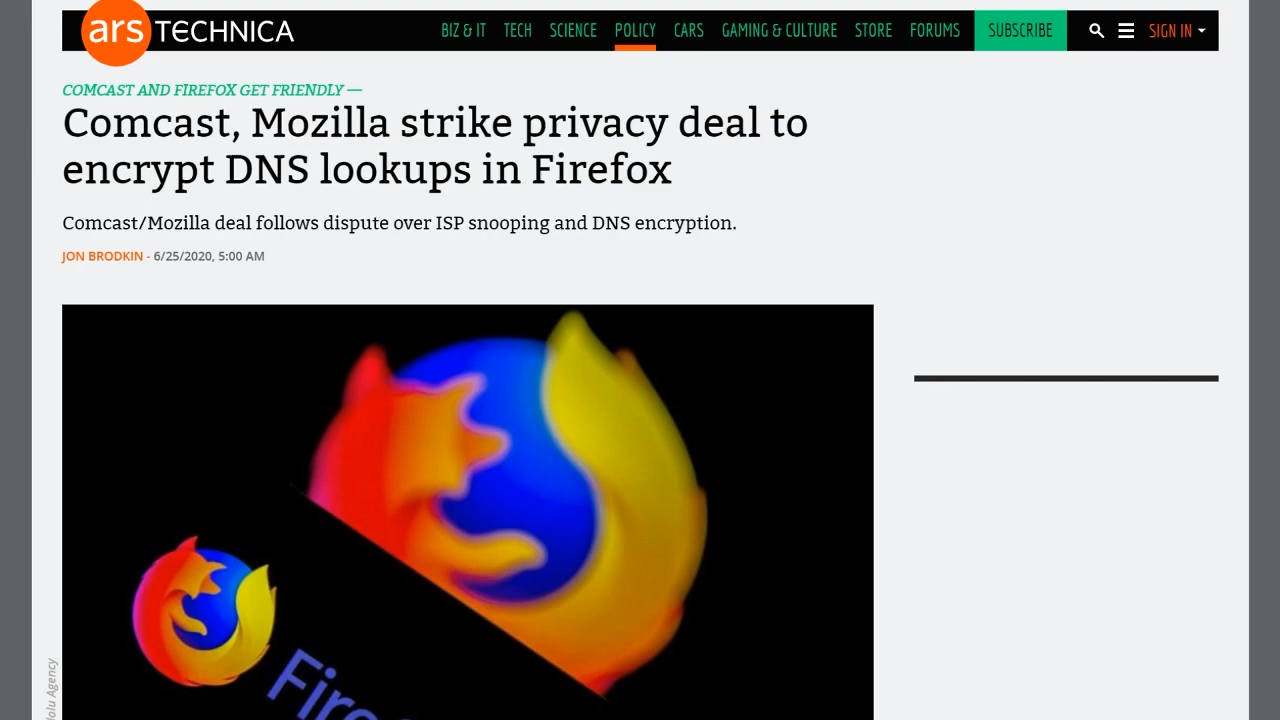 ars TECHNICA
BIZ & IT TECH SCIENCE POLICY CARS GAMING & CULTURE STORE FORUMS SUBSCRIBE SIGN IN
COMCAST AND FIREFOX GET FRIENDLY —
Comcast, Mozilla strike privacy deal to
encrypt DNS lookups in Firefox
Comcast/Mozilla deal follows dispute over ISP snooping and DNS encryption.
JON BRODKIN - 6/25/2020, 5:00 AM
Agency